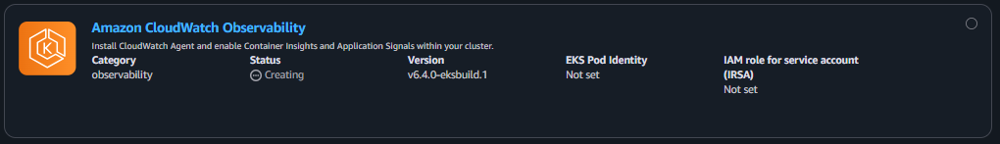 Amazon CloudWatch Observability
Install CloudWatch Agent and enable Container Insights and Application Signals within your cluster.
Category
observability
Status
Creating
Version
v6.4.0-eksbuild.1
EKS Pod Identity
Not set
IAM role for service account
(IRSA)
Not set